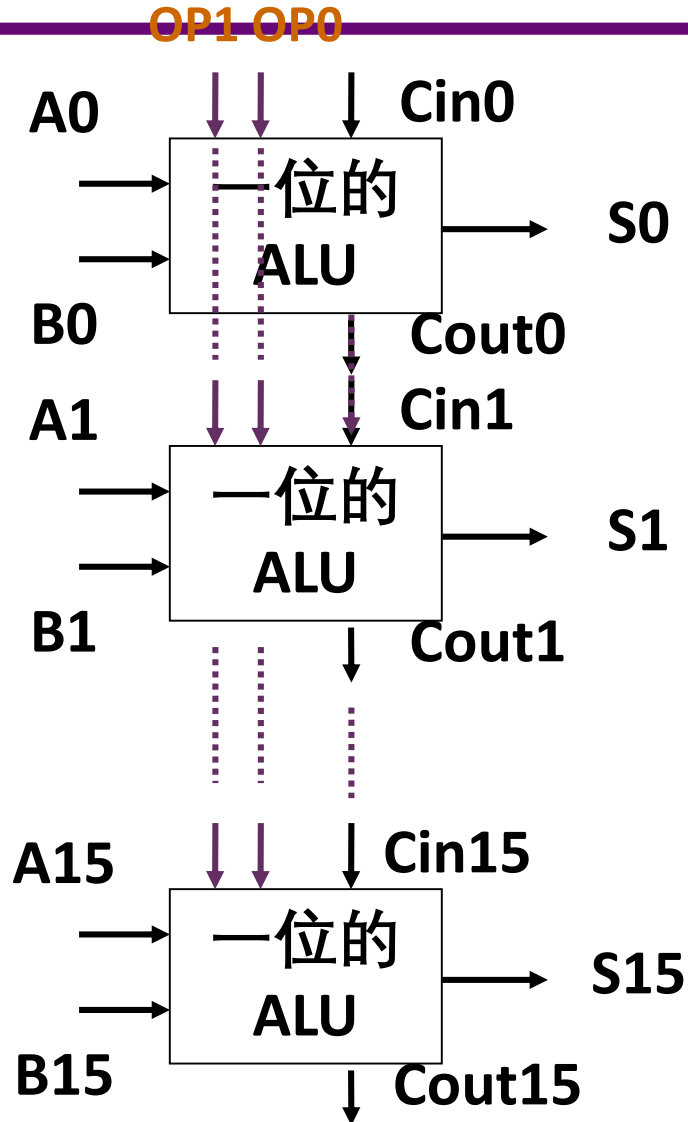 OP1 OP0
A0
Cin0
一位的
ALU
S0
B0
Cout0
A1
Cin1
一位的
ALU
S1
B1
Cout1
A15
Cin15
一位的
ALU
S15
B15
Cout15